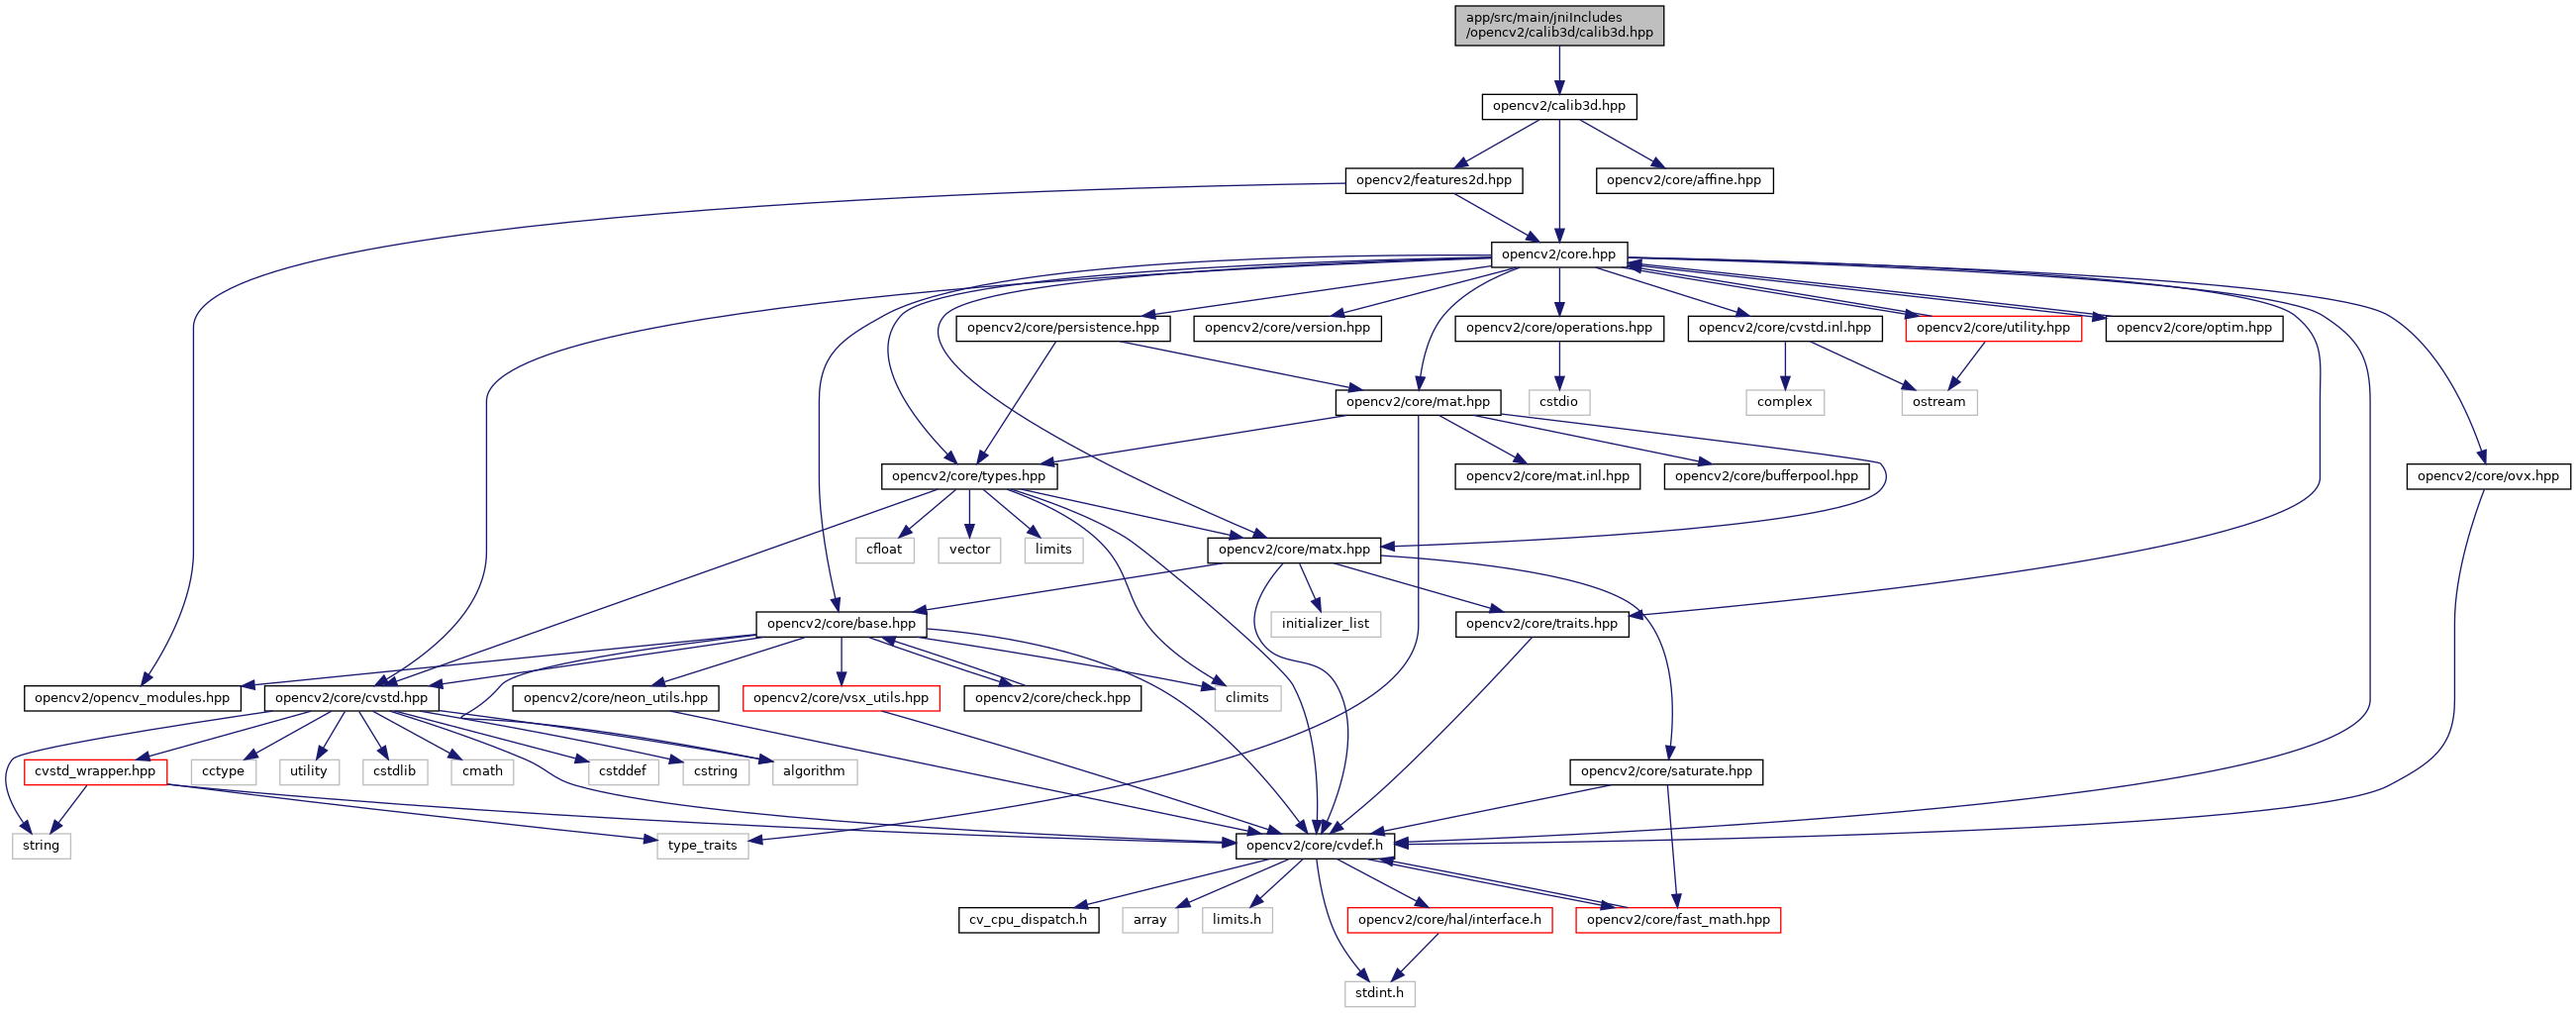 app/src/main/jniIncludes
/opencv2/calib3d/calib3d.hpp
opencv2/calib3d.hpp
opencv2/features2d.hpp
opencv2/core/affine.hpp
opencv2/core.hpp
opencv2/core/persistence.hpp
opencv2/core/version.hpp
opencv2/core/operations.hpp
opencv2/core/cvstd.inl.hpp
opencv2/core/utility.hpp
opencv2/core/optim.hpp
opencv2/core/mat.hpp
cstdio
complex
ostream
opencv2/core/types.hpp
opencv2/core/mat.inl.hpp
opencv2/core/bufferpool.hpp
opencv2/core/ovx.hpp
cfloat
vector
limits
opencv2/core/matx.hpp
opencv2/core/base.hpp
initializer_list
opencv2/core/traits.hpp
opencv2/opencv_modules.hpp
opencv2/core/cvstd.hpp
opencv2/core/neon_utils.hpp
opencv2/core/vsx_utils.hpp
opencv2/core/check.hpp
climits
cvstd_wrapper.hpp
cctype
utility
cstdlib
cmath
cstddef
cstring
algorithm
opencv2/core/saturate.hpp
string
type_traits
opencv2/core/cvdef.h
cv_cpu_dispatch.h
array
limits.h
opencv2/core/hal/interface.h
opencv2/core/fast_math.hpp
stdint.h